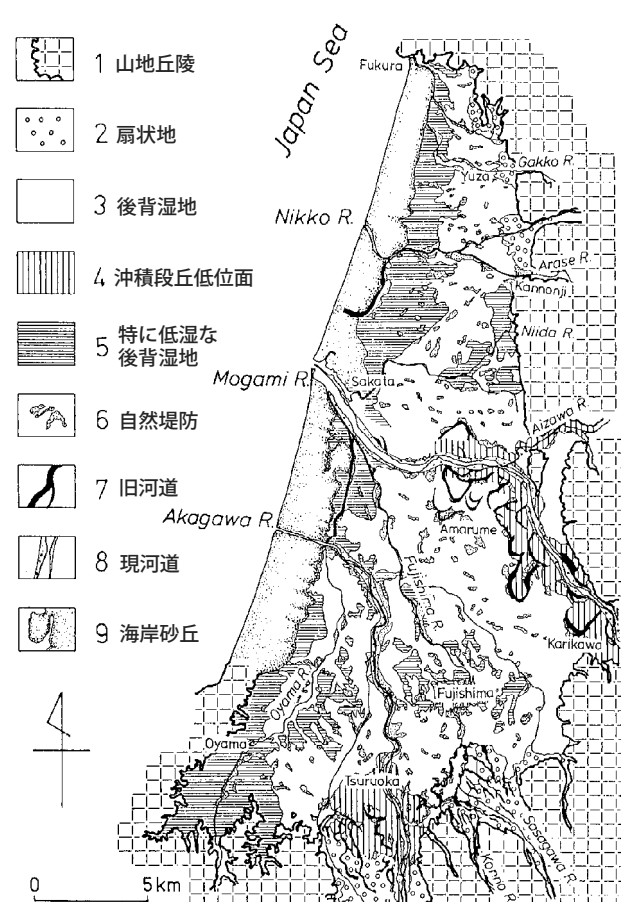 1 山地丘陵
2 扇状地
3 後背湿地
4 沖積段丘低位面
5 特に低湿な
後背湿地
6 自然堤防
7 旧河道
8 現河道
9 海岸砂丘
0 5km
Japan Sea
Fukura
Gakko R.
Yuza
Nikko R.
Arase R.
Kannonji
Niida R.
Mogami R.
Sakata
Aizawa R.
Amarume
Akagawa R.
Fujishima R.
Karikawa
Oyama R.
Fujishima
Oyama
Tsuruoka
Sasagawa R.
Kanno R.